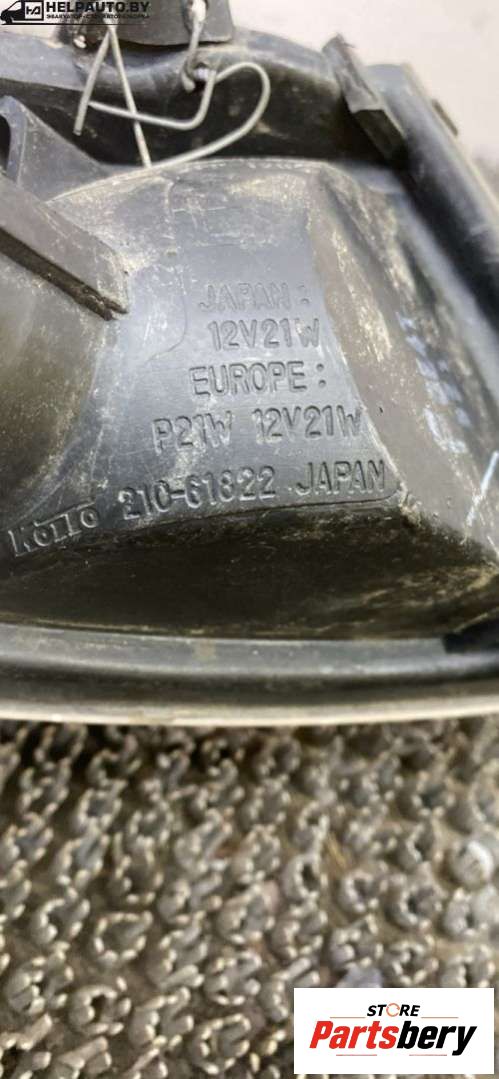 HELPAUTO.BY
JAPAN:
12V21W
EUROPE:
P21W 12V21W
KOITO 210-61822 JAPAN
STORE
Partsbery